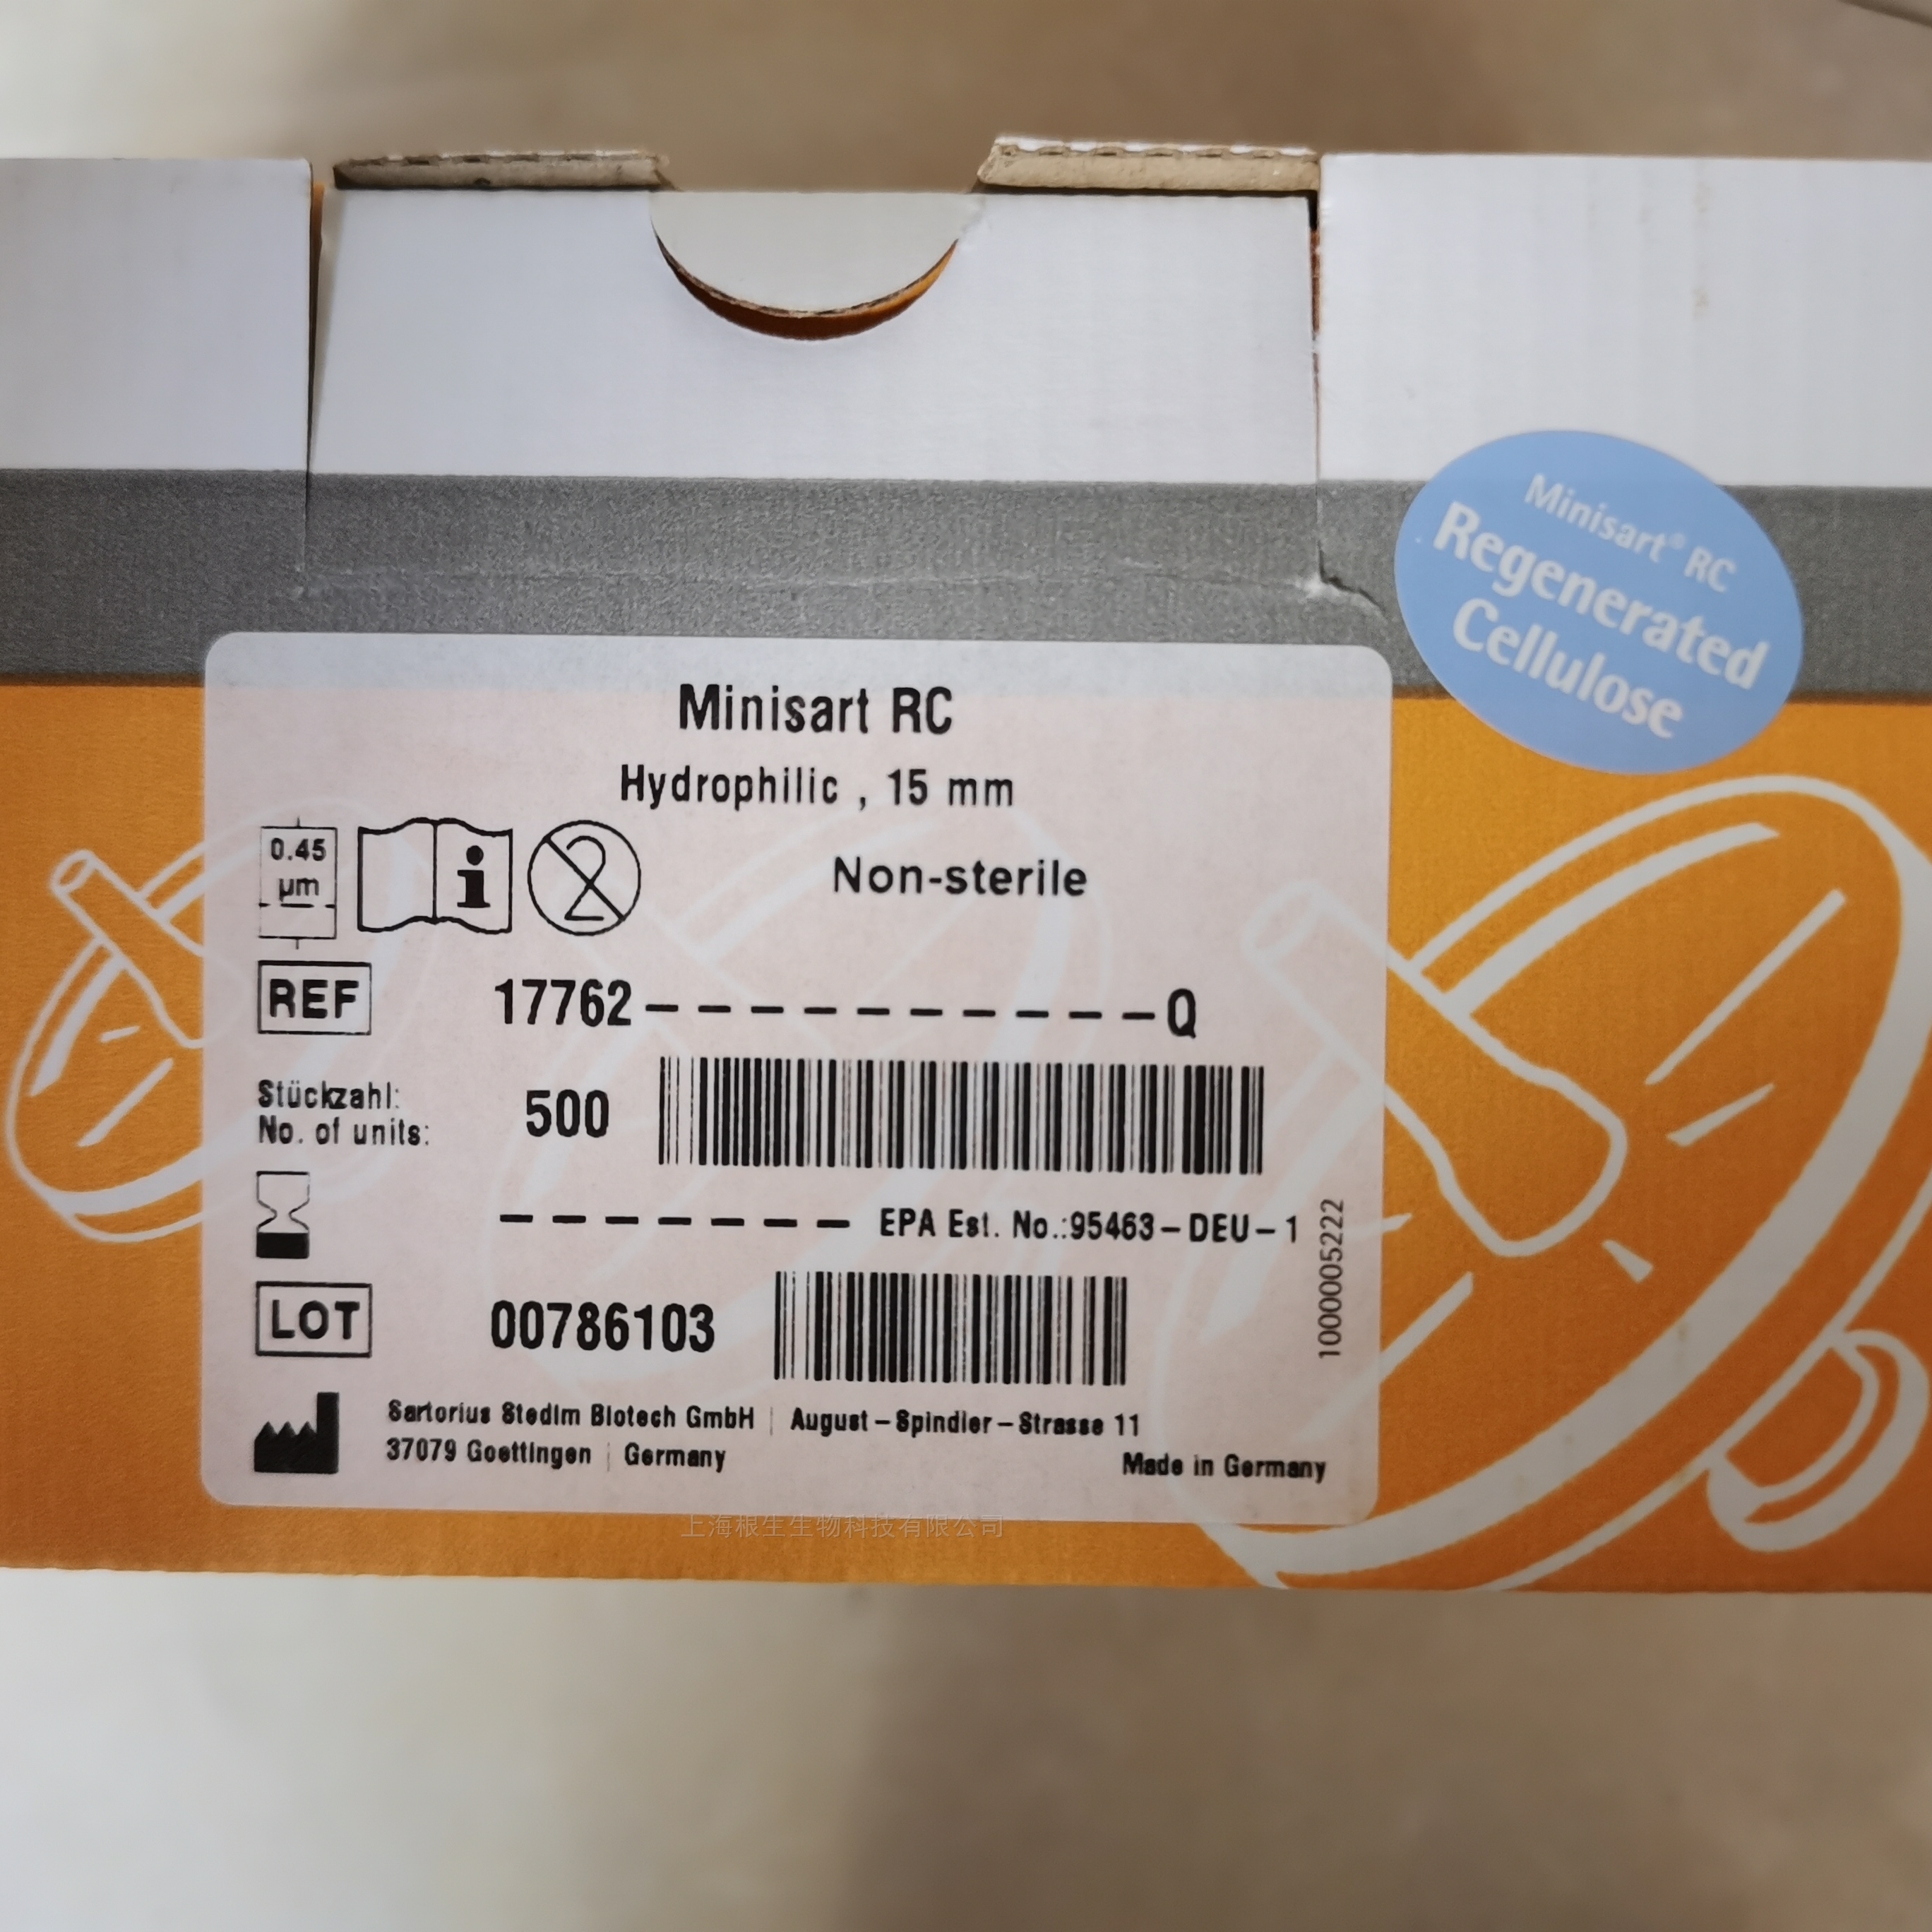 Minisart® RC
Regenerated
Cellulose
Minisart RC
Hydrophilic , 15 mm
0.45
µm
i
2
Non-sterile
REF
17762-----------Q
Stückzahl:
No. of units:
500
------- EPA Est. No.:95463-DEU-1
LOT
00786103
1000005222
Sartorius Stedim Biotech GmbH | August-Spindler-Strasse 11
37079 Goettingen | Germany
Made in Germany
上海根生生物科技有限公司